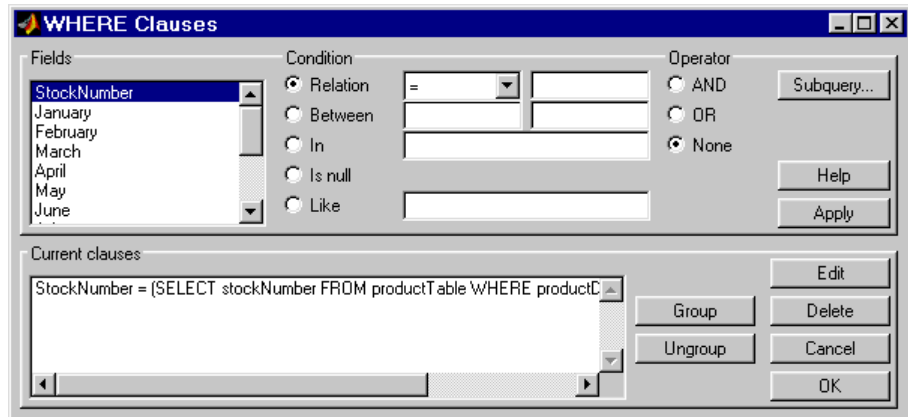 WHERE Clauses
Fields
Condition
Operator
StockNumber
January
February
March
April
May
June
Relation
=
Between
In
Is null
Like
AND
OR
None
Subquery...
Help
Apply
Current clauses
StockNumber = (SELECT stockNumber FROM productTable WHERE productD
Group
Ungroup
Edit
Delete
Cancel
OK